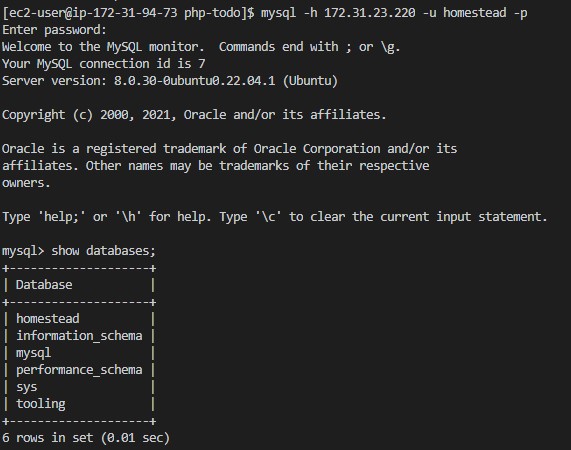 [ec2-user@ip-172-31-94-73 php-todo]$ mysql -h 172.31.23.220 -u homestead -p
Enter password:
Welcome to the MySQL monitor.  Commands end with ; or \g.
Your MySQL connection id is 7
Server version: 8.0.30-0ubuntu0.22.04.1 (Ubuntu)

Copyright (c) 2000, 2021, Oracle and/or its affiliates.

Oracle is a registered trademark of Oracle Corporation and/or its
affiliates. Other names may be trademarks of their respective
owners.

Type 'help;' or '\h' for help. Type '\c' to clear the current input statement.

mysql> show databases;
+--------------------+
| Database           |
+--------------------+
| homestead          |
| information_schema |
| mysql              |
| performance_schema |
| sys                |
| tooling            |
+--------------------+
6 rows in set (0.01 sec)